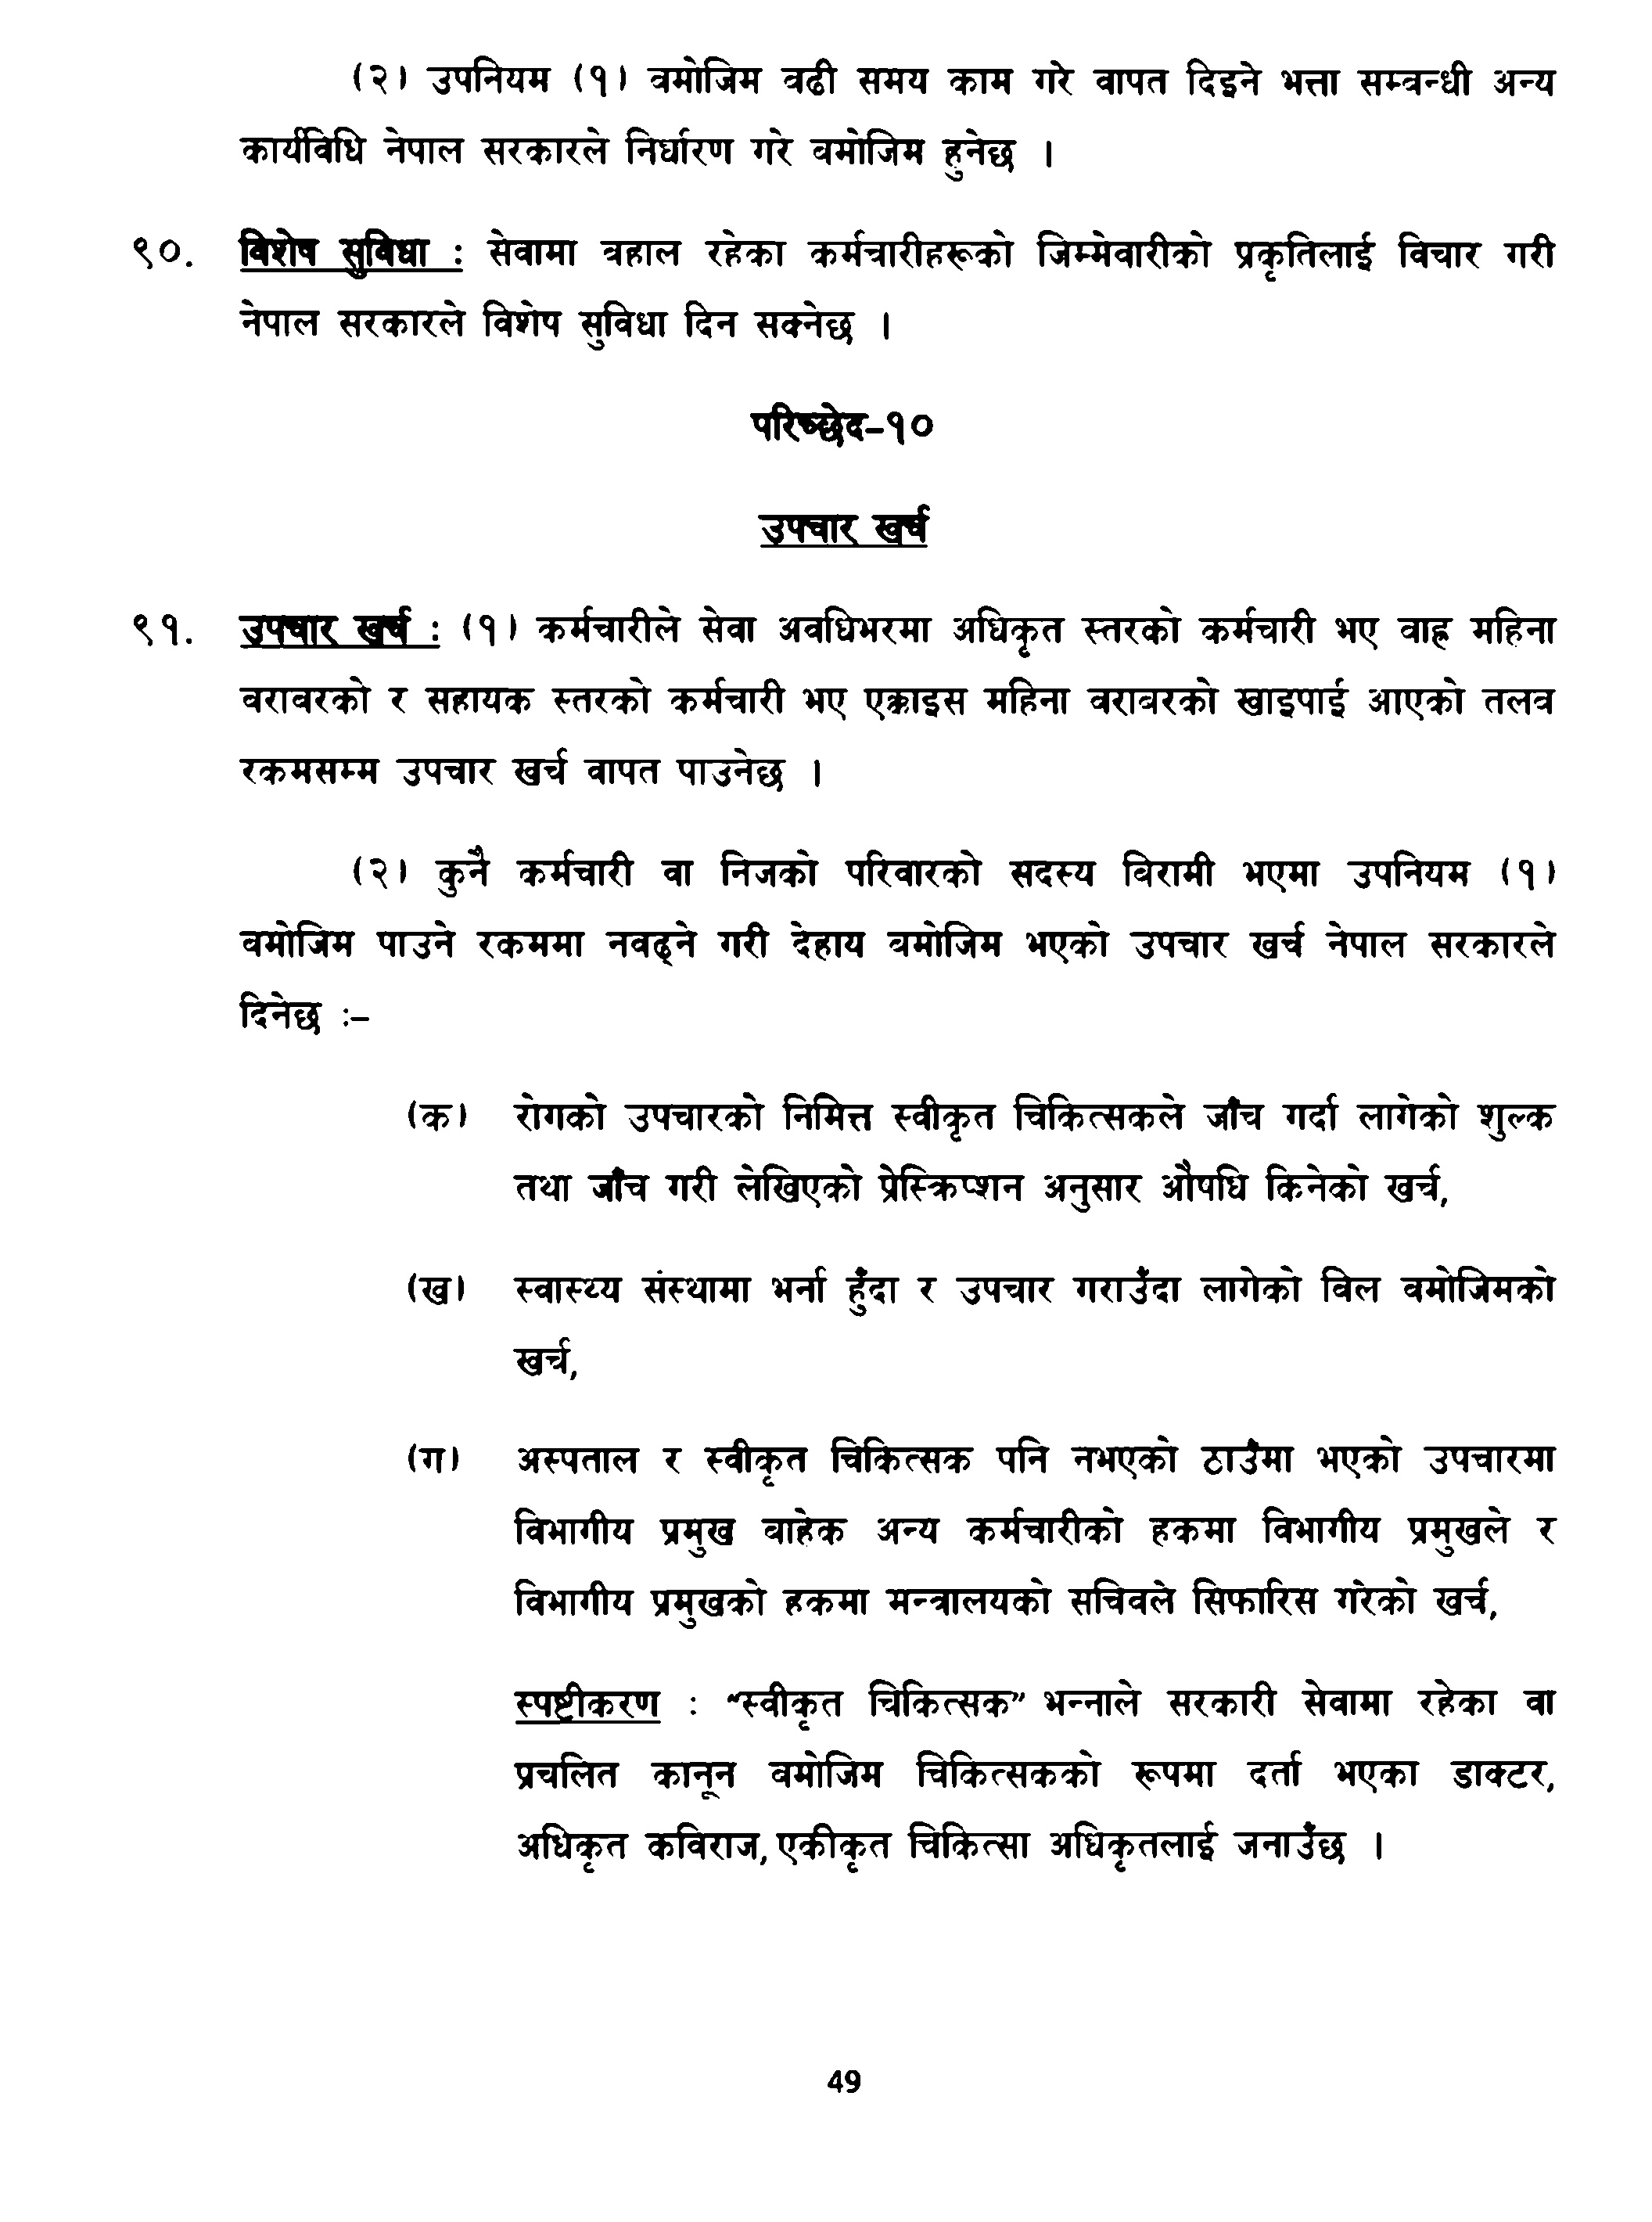 (२) उपनियम (१) बमोजिम बढी समय काम गरे वापत दिइने भत्ता सम्बन्धी अन्य
कार्यविधि नेपाल सरकारले निर्धारण गरे बमोजिम हुनेछ ।
९०. विशेष सुविधा : सेवामा बहाल रहेका कर्मचारीहरूको जिम्मेवारीको प्रकृतिलाई विचार गरी
नेपाल सरकारले विशेष सुविधा दिन सक्नेछ ।
परिच्छेद–१०
उपचार खर्च
९१. उपचार खर्च : (१) कर्मचारीले सेवा अवधिभरमा अधिकृत स्तरको कर्मचारी भए बाह्र महिना
बराबरको र सहायक स्तरको कर्मचारी भए एक्काइस महिना बराबरको खाइपाई आएको तलब
रकमसम्म उपचार खर्च वापत पाउनेछ ।
(२) कुनै कर्मचारी वा निजको परिवारको सदस्य बिरामी भएमा उपनियम (१)
बमोजिम पाउने रकममा नबढ्ने गरी देहाय बमोजिम भएको उपचार खर्च नेपाल सरकारले
दिनेछ :–
(क) रोगको उपचारको निमित्त स्वीकृत चिकित्सकले जाँच गर्दा लागेको शुल्क
तथा जाँच गरी लेखिएको प्रेस्क्रिप्शन अनुसार औषधि किनेको खर्च,
(ख) स्वास्थ्य संस्थामा भर्ना हुँदा र उपचार गराउँदा लागेको बिल बमोजिमको
खर्च,
(ग) अस्पताल र स्वीकृत चिकित्सक पनि नभएको ठाउँमा भएको उपचारमा
विभागीय प्रमुख बाहेक अन्य कर्मचारीको हकमा विभागीय प्रमुखले र
विभागीय प्रमुखको हकमा मन्त्रालयको सचिवले सिफारिस गरेको खर्च,
स्पष्टीकरण : “स्वीकृत चिकित्सक” भन्नाले सरकारी सेवामा रहेका वा
प्रचलित कानून बमोजिम चिकित्सकको रूपमा दर्ता भएका डाक्टर,
अधिकृत कविराज, एकीकृत चिकित्सा अधिकृतलाई जनाउँछ ।
49